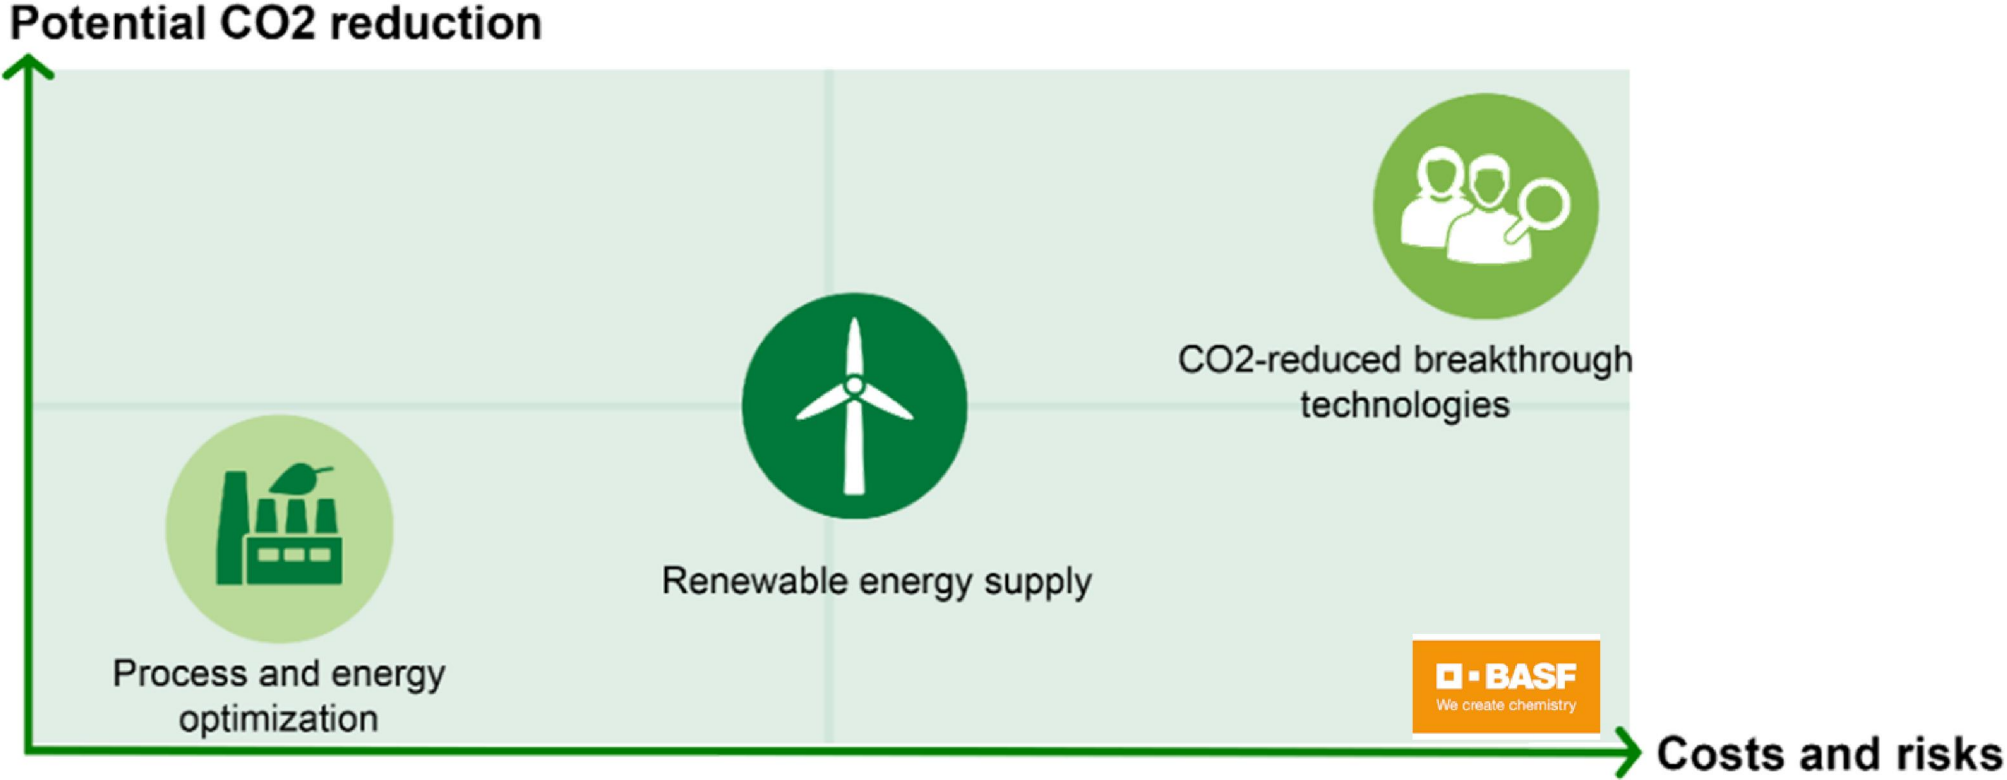 Potential CO2 reduction
CO2-reduced breakthrough
technologies
Renewable energy supply
Process and energy
optimization
BASF
We create chemistry
Costs and risks